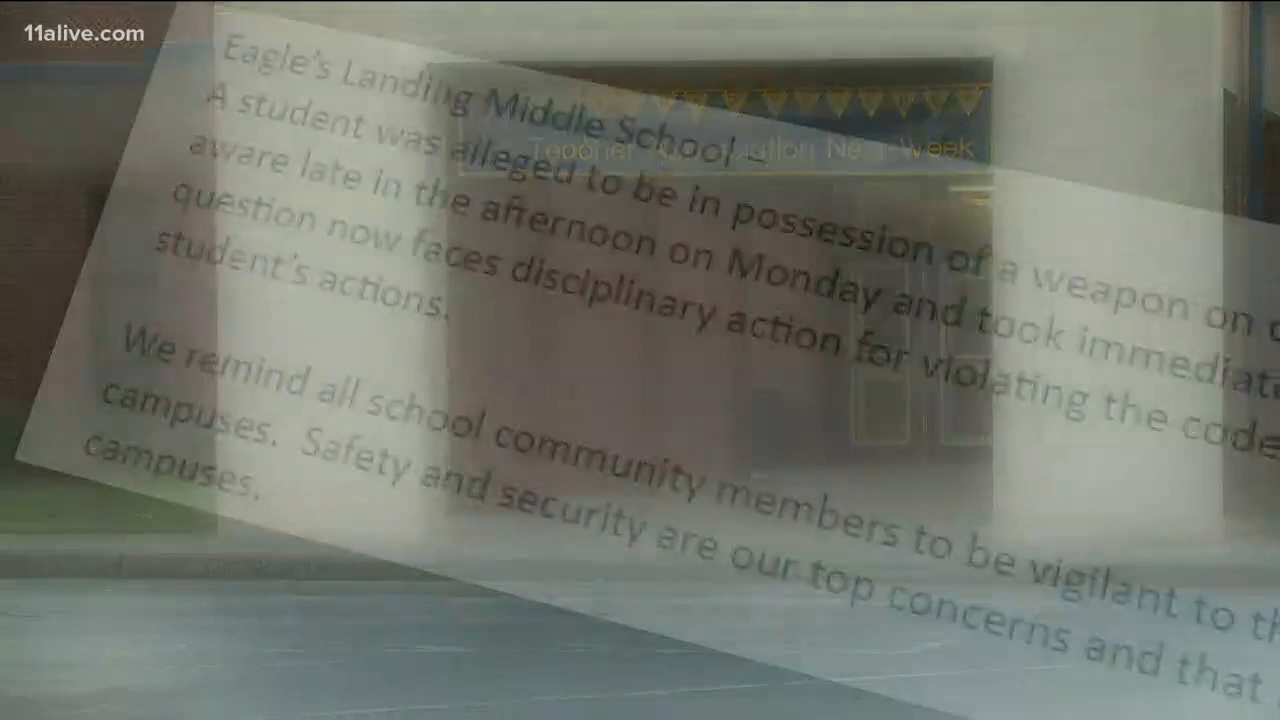 11alive.com
Eagle's Landing Middle School –
A student was alleged to be in possession of a weapon on
aware late in the afternoon on Monday and took
question now faces disciplinary action for violating the code
student's actions.
We remind all school community members to be vigilant to
campuses. Safety and security are our top concerns and that
campuses.
Week